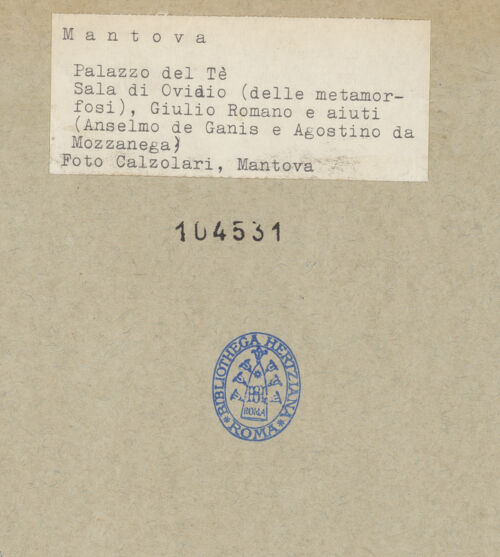 M a n t o v a
Palazzo del Tè
Sala di Ovidio (delle metamor-
fosi), Giulio Romano e aiuti
(Anselmo de Ganis e Agostino da
Mozzanega)
Foto Calzolari, Mantova
104531
BIBLIOTHECA HERTZIANA
ROMA
ROMA